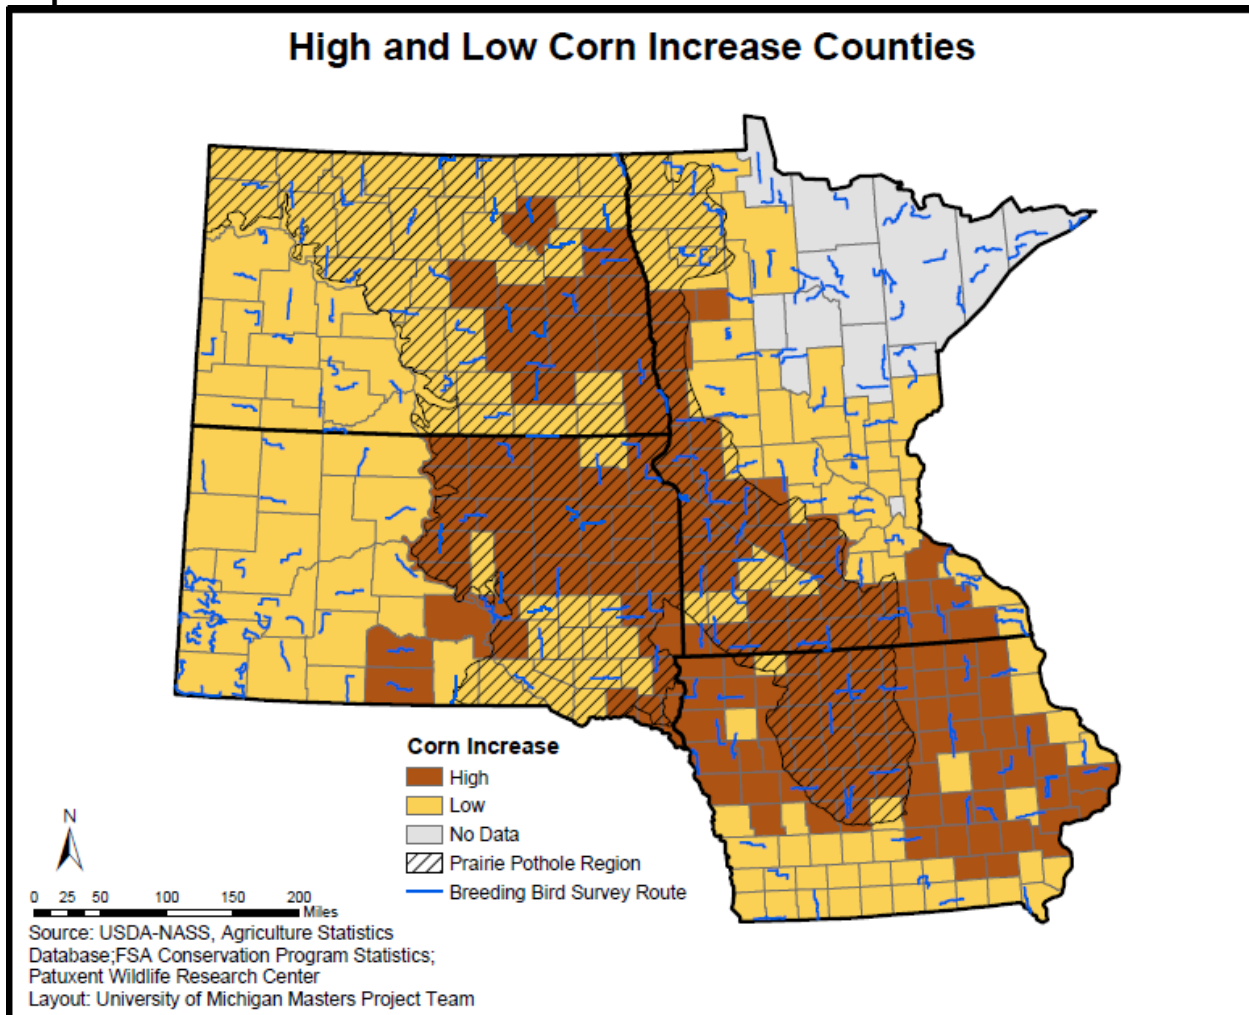 High and Low Corn Increase Counties
Corn Increase
High
Low
No Data
Prairie Pothole Region
Breeding Bird Survey Route
N
0 25 50 100 150 200
Miles
Source: USDA-NASS, Agriculture Statistics
Database;FSA Conservation Program Statistics;
Patuxent Wildlife Research Center
Layout: University of Michigan Masters Project Team